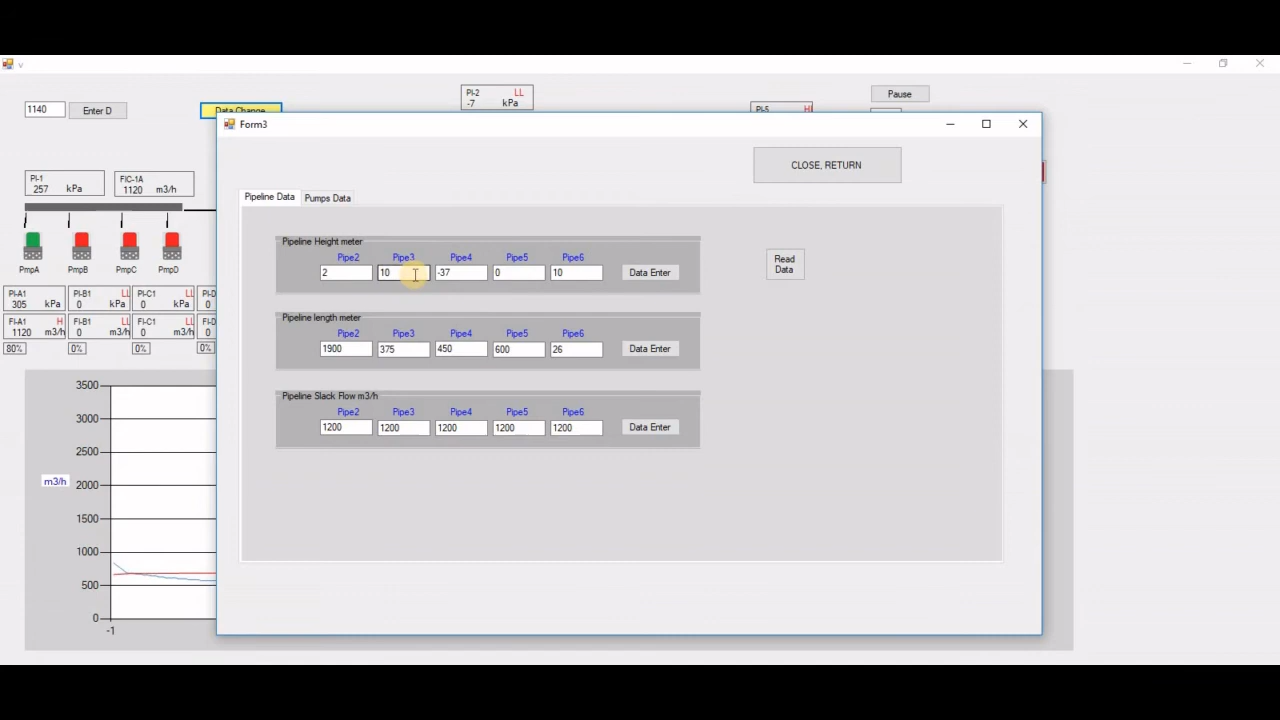 v
PI-2 LL
-7 kPa
1140 Enter D
Data Change
PI-5 HI
Pause
Form3
CLOSE, RETURN
PI-1
257 kPa
FIC-1A
1120 m3/h
Pipeline Data Pumps Data
Pipeline Height meter
Pipe2 Pipe3 Pipe4 Pipe5 Pipe6
2 10 -37 0 10 Data Enter
Read
Data
PmpA PmpB PmpC PmpD
PI-A1 PI-B1 LL PI-C1 LL PI-D
305 kPa 0 kPa 0 kPa 0
FI-A1 H FI-B1 LL FI-C1 LL FI-D
1120 m3/h 0 m3/h 0 m3/h 0
80% 0% 0% 0%
Pipeline length meter
Pipe2 Pipe3 Pipe4 Pipe5 Pipe6
1900 375 450 600 26 Data Enter
Pipeline Slack Flow m3/h
Pipe2 Pipe3 Pipe4 Pipe5 Pipe6
1200 1200 1200 1200 1200 Data Enter
3500
3000
2500
m3/h 2000
1500
1000
500
0
-1